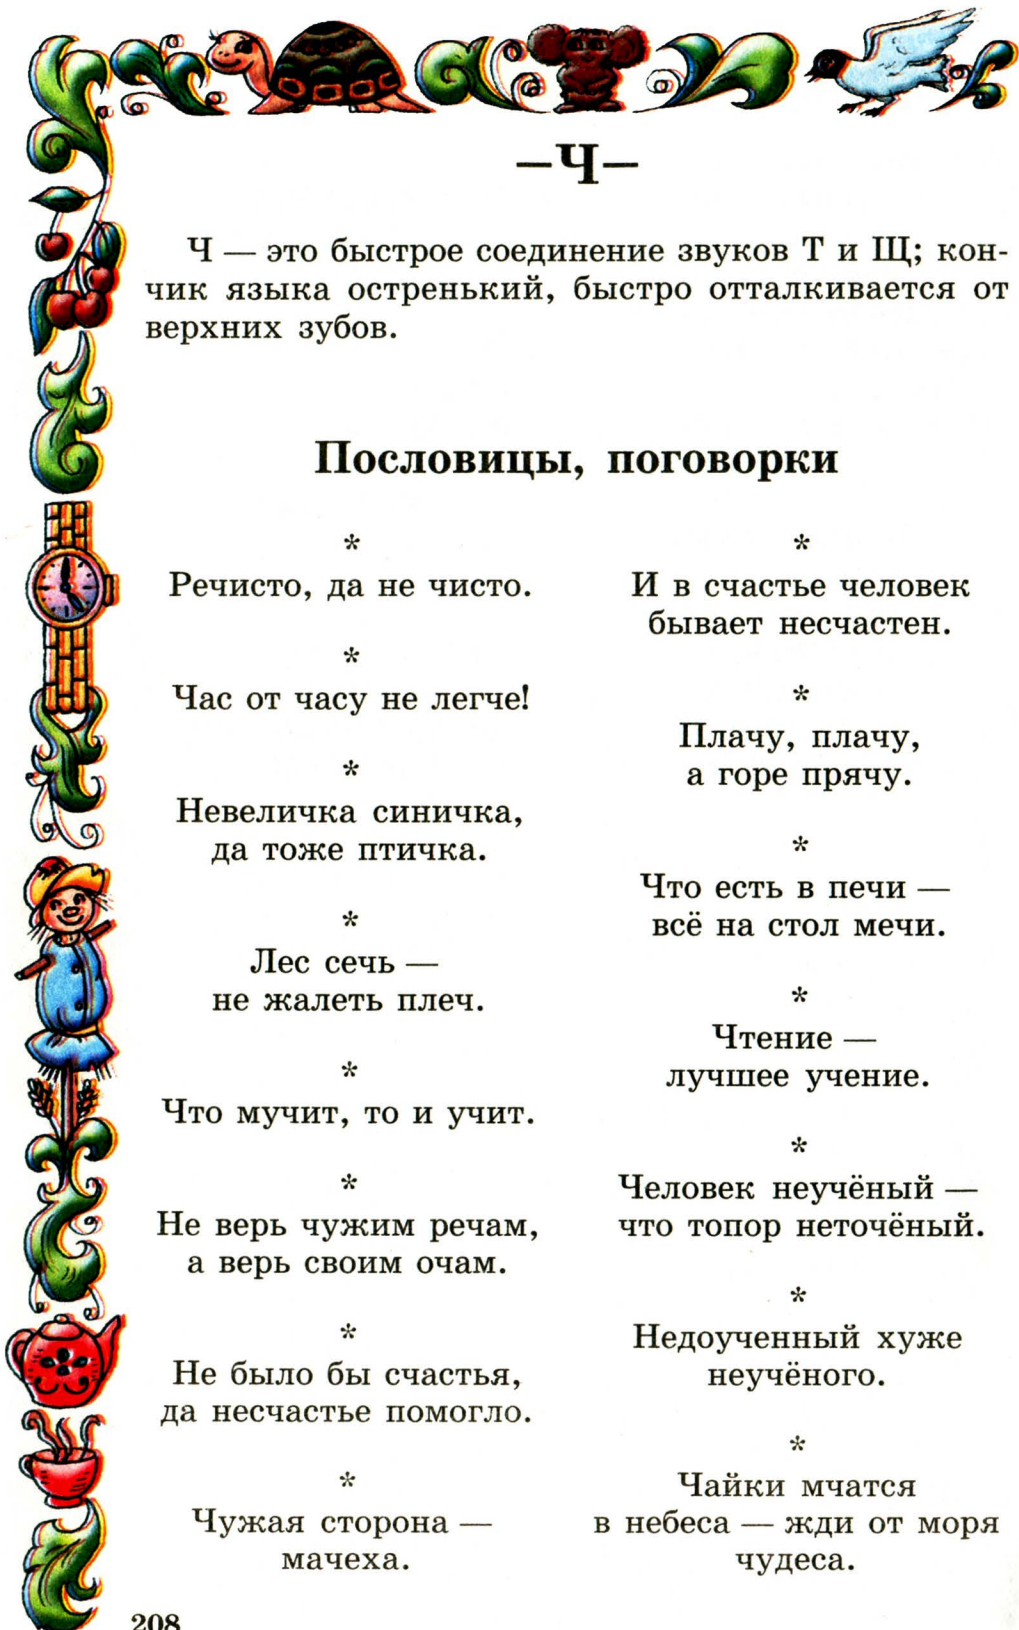 –Ч–
Ч — это быстрое соединение звуков Т и Щ; кон-
чик языка остренький, быстро отталкивается от
верхних зубов.
Пословицы, поговорки
*
Речисто, да не чисто.
*
Час от часу не легче!
*
Невеличка синичка,
да тоже птичка.
*
Лес сечь —
не жалеть плеч.
*
Что мучит, то и учит.
*
Не верь чужим речам,
а верь своим очам.
*
Не было бы счастья,
да несчастье помогло.
*
Чужая сторона —
мачеха.
*
И в счастье человек
бывает несчастен.
*
Плачу, плачу,
а горе прячу.
*
Что есть в печи —
всё на стол мечи.
*
Чтение —
лучшее учение.
*
Человек неучёный —
что топор неточёный.
*
Недоученный хуже
неучёного.
*
Чайки мчатся
в небеса — жди от моря
чудеса.
208